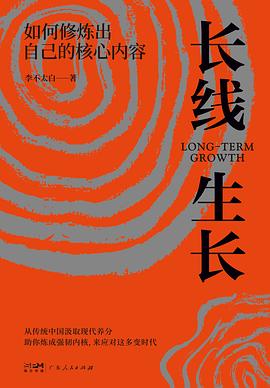 如何修炼出
自己的核心内容
李不太白——著
长线
LONG-TERM
GROWTH
生长
从传统中国汲取现代养分
助你炼成强韧内核，来应对这多变时代
广东人民出版社